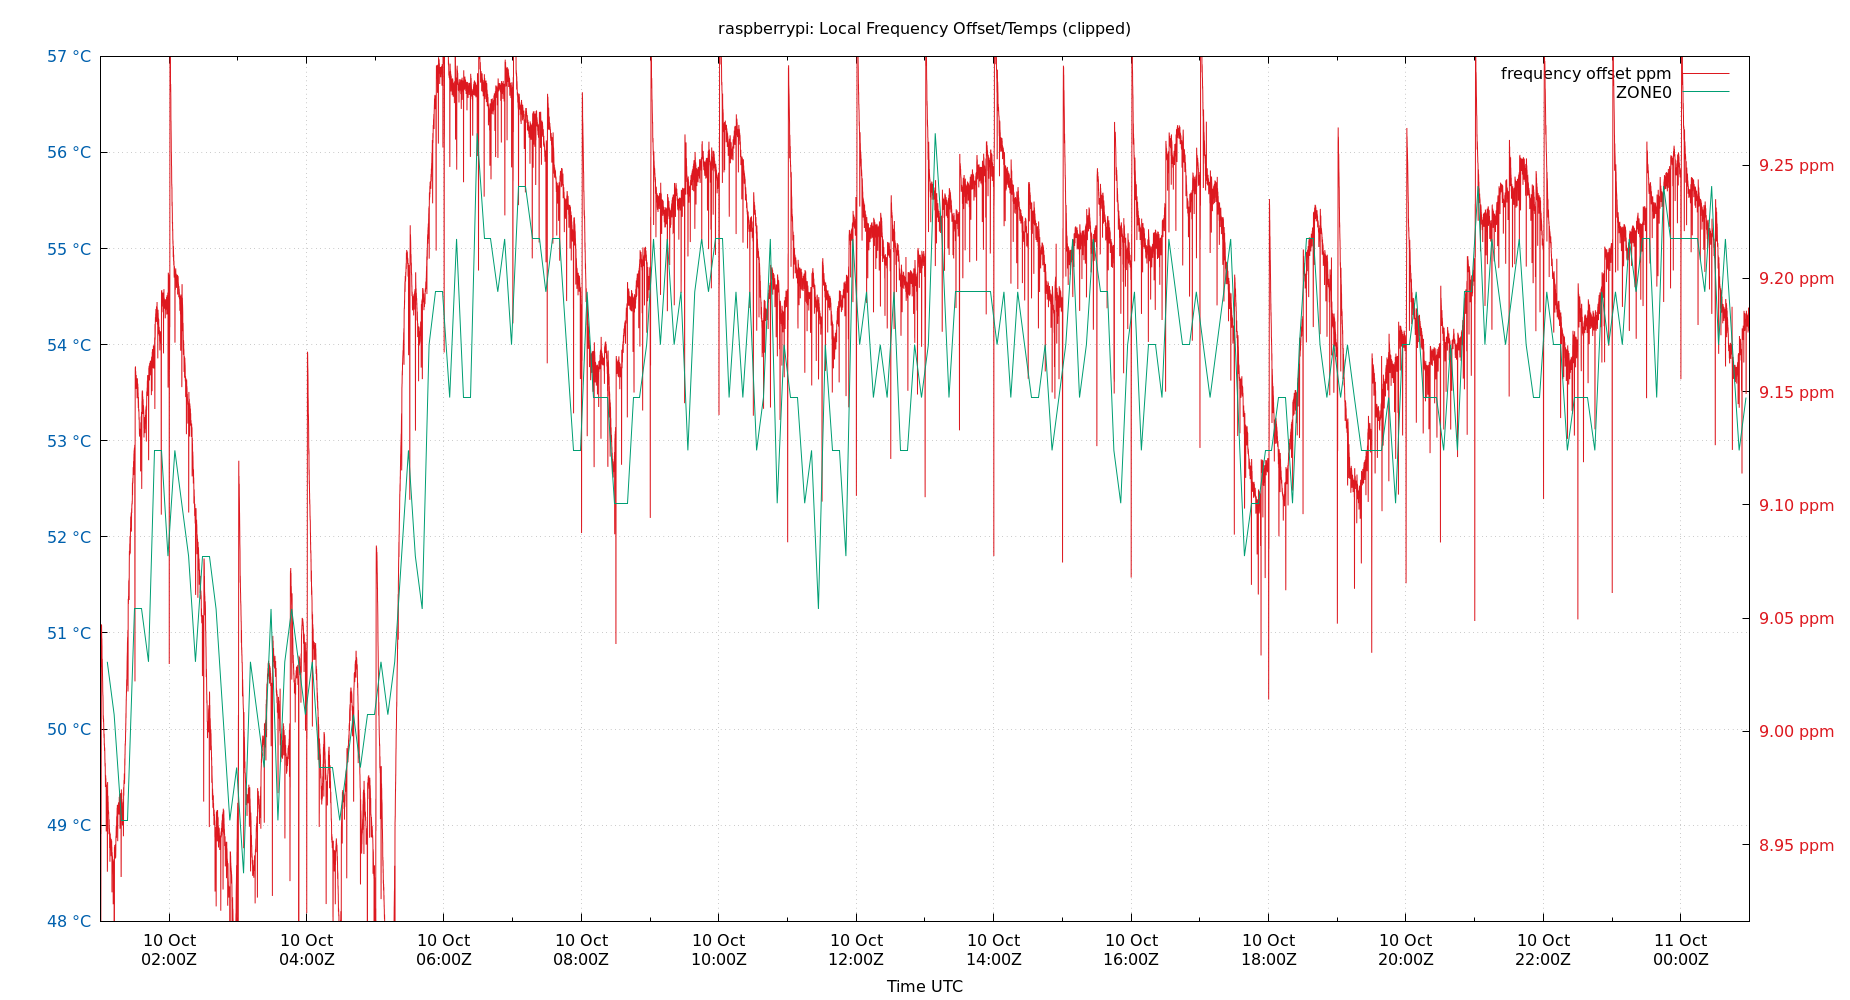 raspberrypi: Local Frequency Offset/Temps (clipped)
57 °C
56 °C
55 °C
54 °C
53 °C
52 °C
51 °C
50 °C
49 °C
48 °C
frequency offset ppm
ZONE0
9.25 ppm
9.20 ppm
9.15 ppm
9.10 ppm
9.05 ppm
9.00 ppm
8.95 ppm
10 Oct
02:00Z
10 Oct
04:00Z
10 Oct
06:00Z
10 Oct
08:00Z
10 Oct
10:00Z
10 Oct
12:00Z
10 Oct
14:00Z
10 Oct
16:00Z
10 Oct
18:00Z
10 Oct
20:00Z
10 Oct
22:00Z
11 Oct
00:00Z
Time UTC